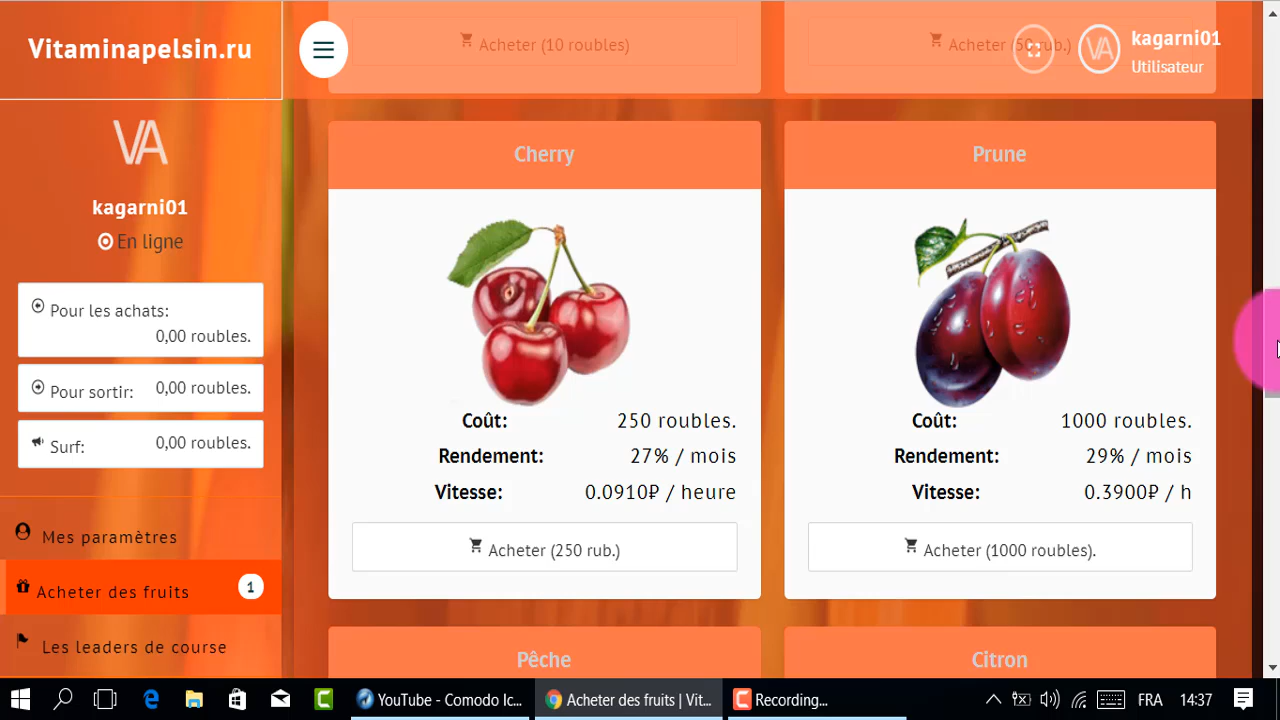 Vitaminapelsin.ru
Acheter (10 roubles)
Acheter (50 rub.)
VA
kagarni01
Utilisateur
VA
kagarni01
En ligne
Pour les achats:
0,00 roubles.
Pour sortir: 0,00 roubles.
Surf: 0,00 roubles.
Mes paramètres
Acheter des fruits 1
Les leaders de course
Cherry
Coût: 250 roubles.
Rendement: 27% / mois
Vitesse: 0.0910₽ / heure
Acheter (250 rub.)
Prune
Coût: 1000 roubles.
Rendement: 29% / mois
Vitesse: 0.3900₽ / h
Acheter (1000 roubles).
Pêche
Citron
YouTube - Comodo Ic...
Acheter des fruits | Vit...
Recording...
FRA
14:37